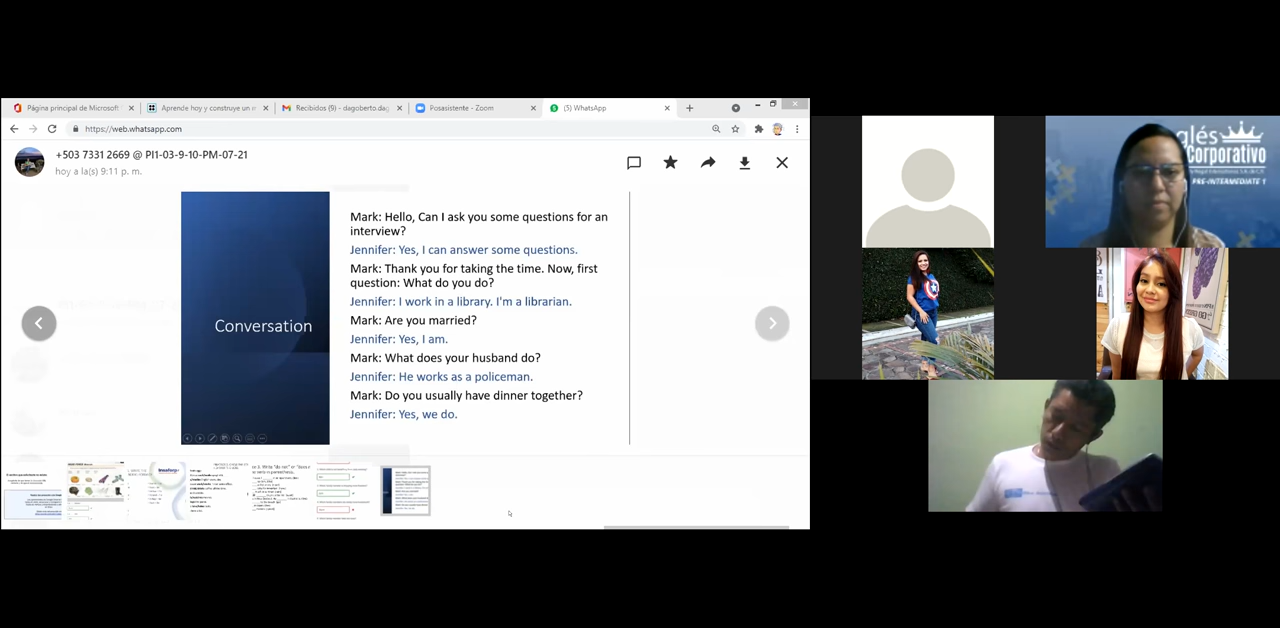 Página principal de Microsoft
Aprende hoy y construye un
Recibidos (9) - dagoberto.dag
Posasistente - Zoom
(5) WhatsApp
https://web.whatsapp.com
+503 7331 2669 @ PI1-03-9-10-PM-07-21
hoy a la(s) 9:11 p. m.
Conversation
Mark: Hello, Can I ask you some questions for an
interview?
Jennifer: Yes, I can answer some questions.
Mark: Thank you for taking the time. Now, first
question: What do you do?
Jennifer: I work in a library. I'm a librarian.
Mark: Are you married?
Jennifer: Yes, I am.
Mark: What does your husband do?
Jennifer: He works as a policeman.
Mark: Do you usually have dinner together?
Jennifer: Yes, we do.
glés
Corporativo
PRE-INTERMEDIATE 1